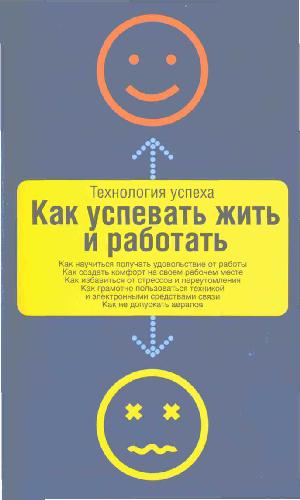 Технология успеха
Как успевать жить
и работать
Как научиться получать удовольствие от работы
Как создать комфорт на своем рабочем месте
Как избавиться от стрессов и переутомления
Как грамотно пользоваться техникой
и электронными средствами связи
Как не допускать авралов